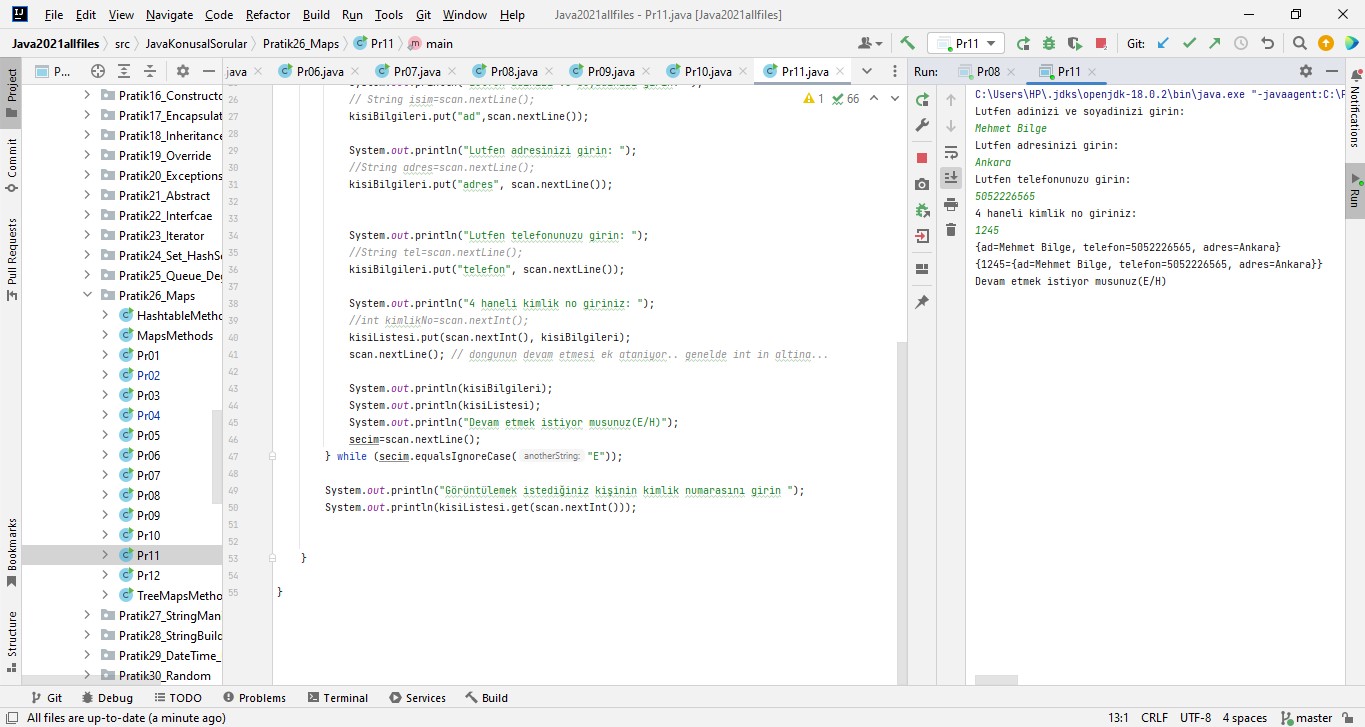 File Edit View Navigate Code Refactor Build Run Tools Git Window Help Java2021allfiles - Pr11.java [Java2021allfiles]
Java2021allfiles src JavaKonusalSorular Pratik26_Maps Pr11 main Pr11 Git:
Project
Commit
Pull Requests
Bookmarks
Structure
P...
Pratik16_Constructo
Pratik17_Encapsulat
Pratik18_Inheritance
Pratik19_Override
Pratik20_Exceptions
Pratik21_Abstract
Pratik22_Interfcae
Pratik23_Iterator
Pratik24_Set_HashSe
Pratik25_Queue_De
Pratik26_Maps
HashtableMetho
MapsMethods
Pr01
Pr02
Pr03
Pr04
Pr05
Pr06
Pr07
Pr08
Pr09
Pr10
Pr11
Pr12
TreeMapsMetho
Pratik27_StringMan
Pratik28_StringBuild
Pratik29_DateTime_
Pratik30_Random
java Pr06.java Pr07.java Pr08.java Pr09.java Pr10.java Pr11.java
1 66
26 // String isim=scan.nextLine();
27 kisiBilgileri.put("ad",scan.nextLine());
28
29 System.out.println("Lutfen adresinizi girin: ");
30 //String adres=scan.nextLine();
31 kisiBilgileri.put("adres", scan.nextLine());
32
33
34 System.out.println("Lutfen telefonunuzu girin: ");
35 //String tel=scan.nextLine();
36 kisiBilgileri.put("telefon", scan.nextLine());
37
38 System.out.println("4 haneli kimlik no giriniz: ");
39 //int kimlikNo=scan.nextInt();
40 kisiListesi.put(scan.nextInt(), kisiBilgileri);
41 scan.nextLine(); // dongunun devam etmesi ek ataniyor.. genelde int in altina...
42
43 System.out.println(kisiBilgileri);
44 System.out.println(kisiListesi);
45 System.out.println("Devam etmek istiyor musunuz(E/H)");
46 secim=scan.nextLine();
47 } while (secim.equalsIgnoreCase( anotherString: "E"));
48
49 System.out.println("Görüntülemek istediğiniz kişinin kimlik numarasını girin ");
50 System.out.println(kisiListesi.get(scan.nextInt()));
51
52
53 }
54
55 }
Run: Pr08 Pr11
C:\Users\HP\.jdks\openjdk-18.0.2\bin\java.exe "-javaagent:C:\P
Lutfen adinizi ve soyadinizi girin:
Mehmet Bilge
Lutfen adresinizi girin:
Ankara
Lutfen telefonunuzu girin:
5052226565
4 haneli kimlik no giriniz:
1245
{ad=Mehmet Bilge, telefon=5052226565, adres=Ankara}
{1245={ad=Mehmet Bilge, telefon=5052226565, adres=Ankara}}
Devam etmek istiyor musunuz(E/H)
Notifications
Run
Git Debug TODO Problems Terminal Services Build
All files are up-to-date (a minute ago) 13:1 CRLF UTF-8 4 spaces master